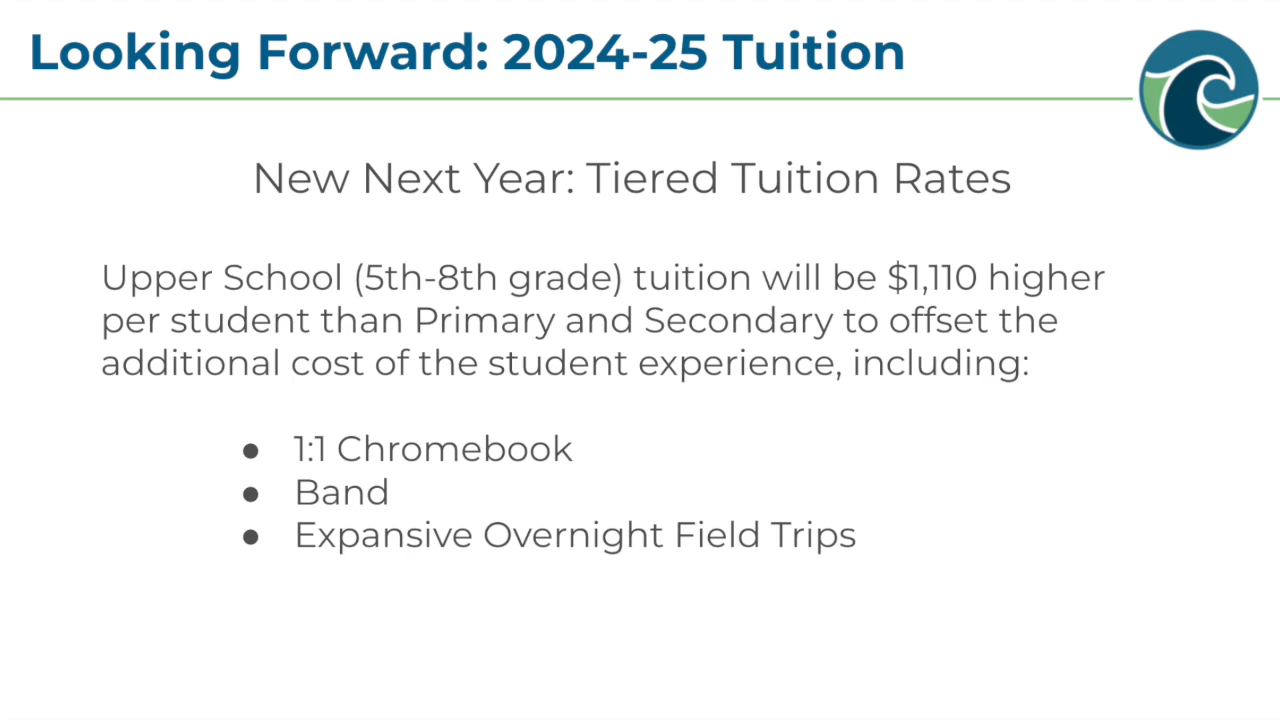 Looking Forward: 2024-25 Tuition
New Next Year: Tiered Tuition Rates
Upper School (5th-8th grade) tuition will be $1,110 higher
per student than Primary and Secondary to offset the
additional cost of the student experience, including:
● 1:1 Chromebook
● Band
● Expansive Overnight Field Trips